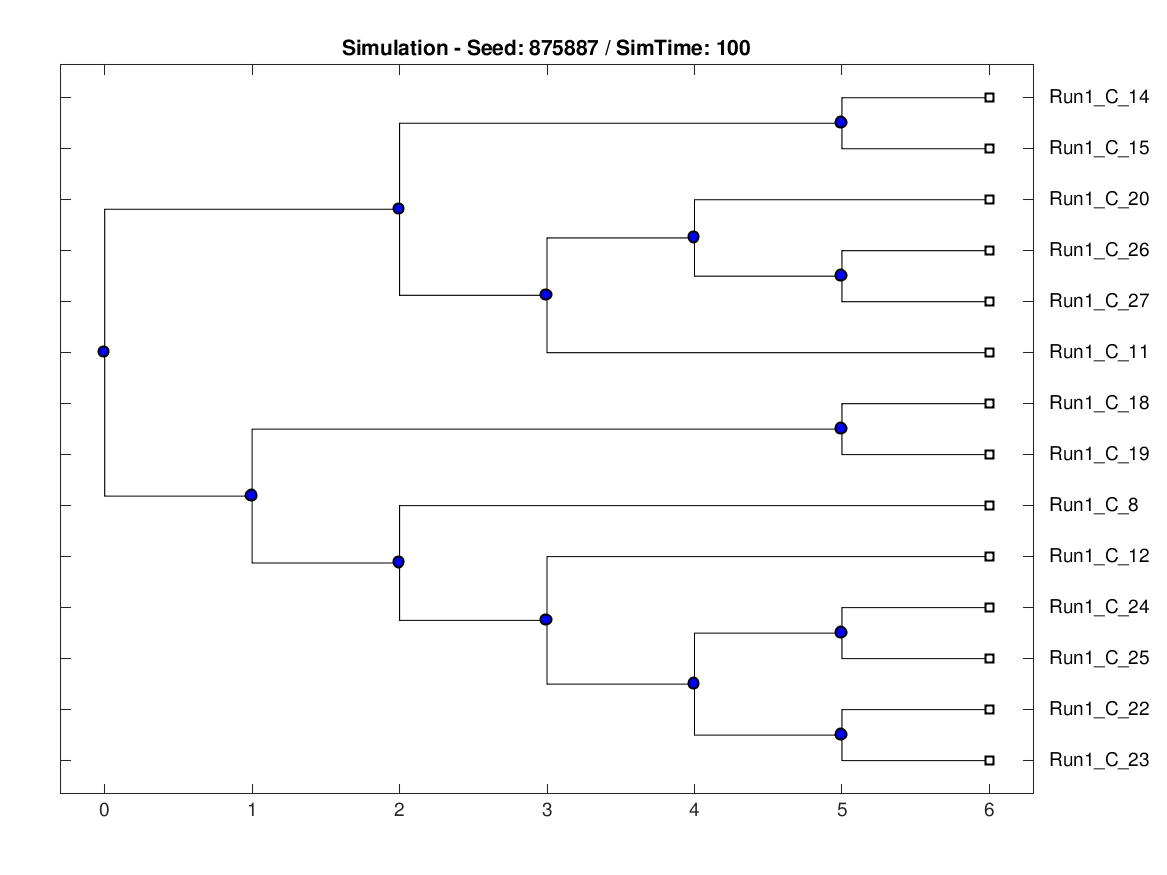 Simulation - Seed: 875887 / SimTime: 100
Run1_C_14
Run1_C_15
Run1_C_20
Run1_C_26
Run1_C_27
Run1_C_11
Run1_C_18
Run1_C_19
Run1_C_8
Run1_C_12
Run1_C_24
Run1_C_25
Run1_C_22
Run1_C_23
0 1 2 3 4 5 6